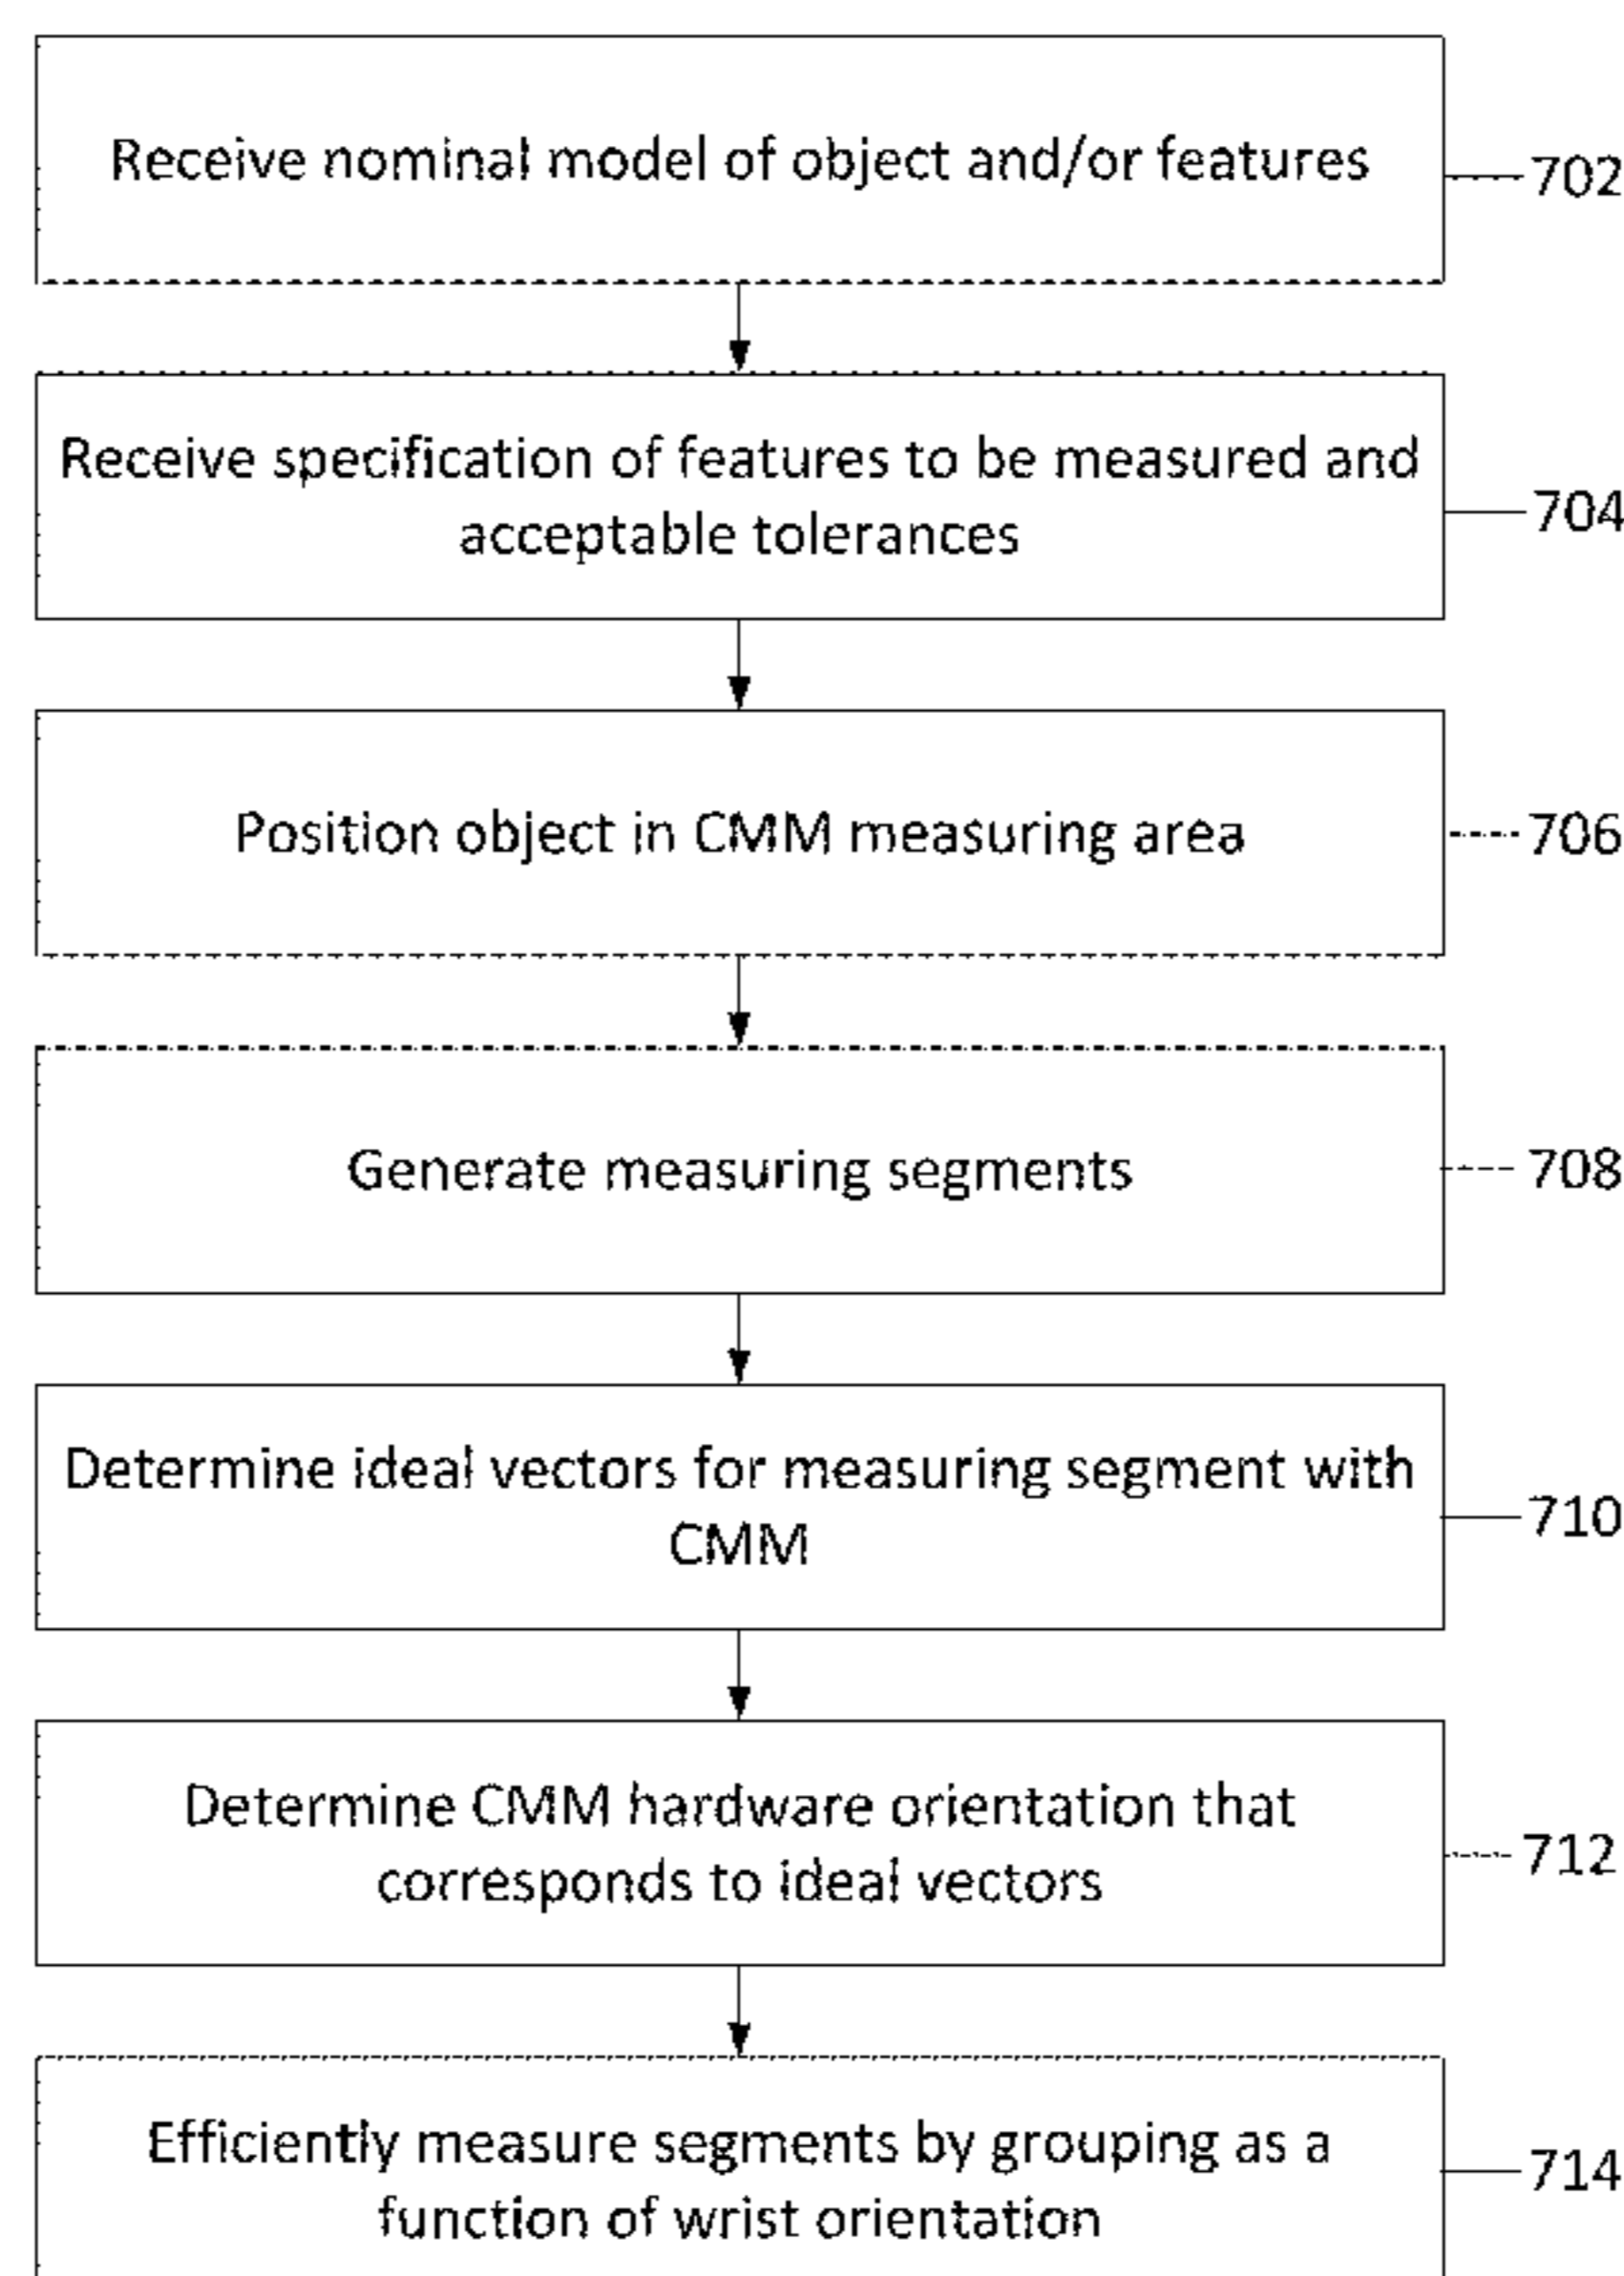 Receive nominal model of object and/or features
702
Receive specification of features to be measured and
acceptable tolerances
704
Position object in CMM measuring area
706
Generate measuring segments
708
Determine ideal vectors for measuring segment with
CMM
710
Determine CMM hardware orientation that
corresponds to ideal vectors
712
Efficiently measure segments by grouping as a
function of wrist orientation
714